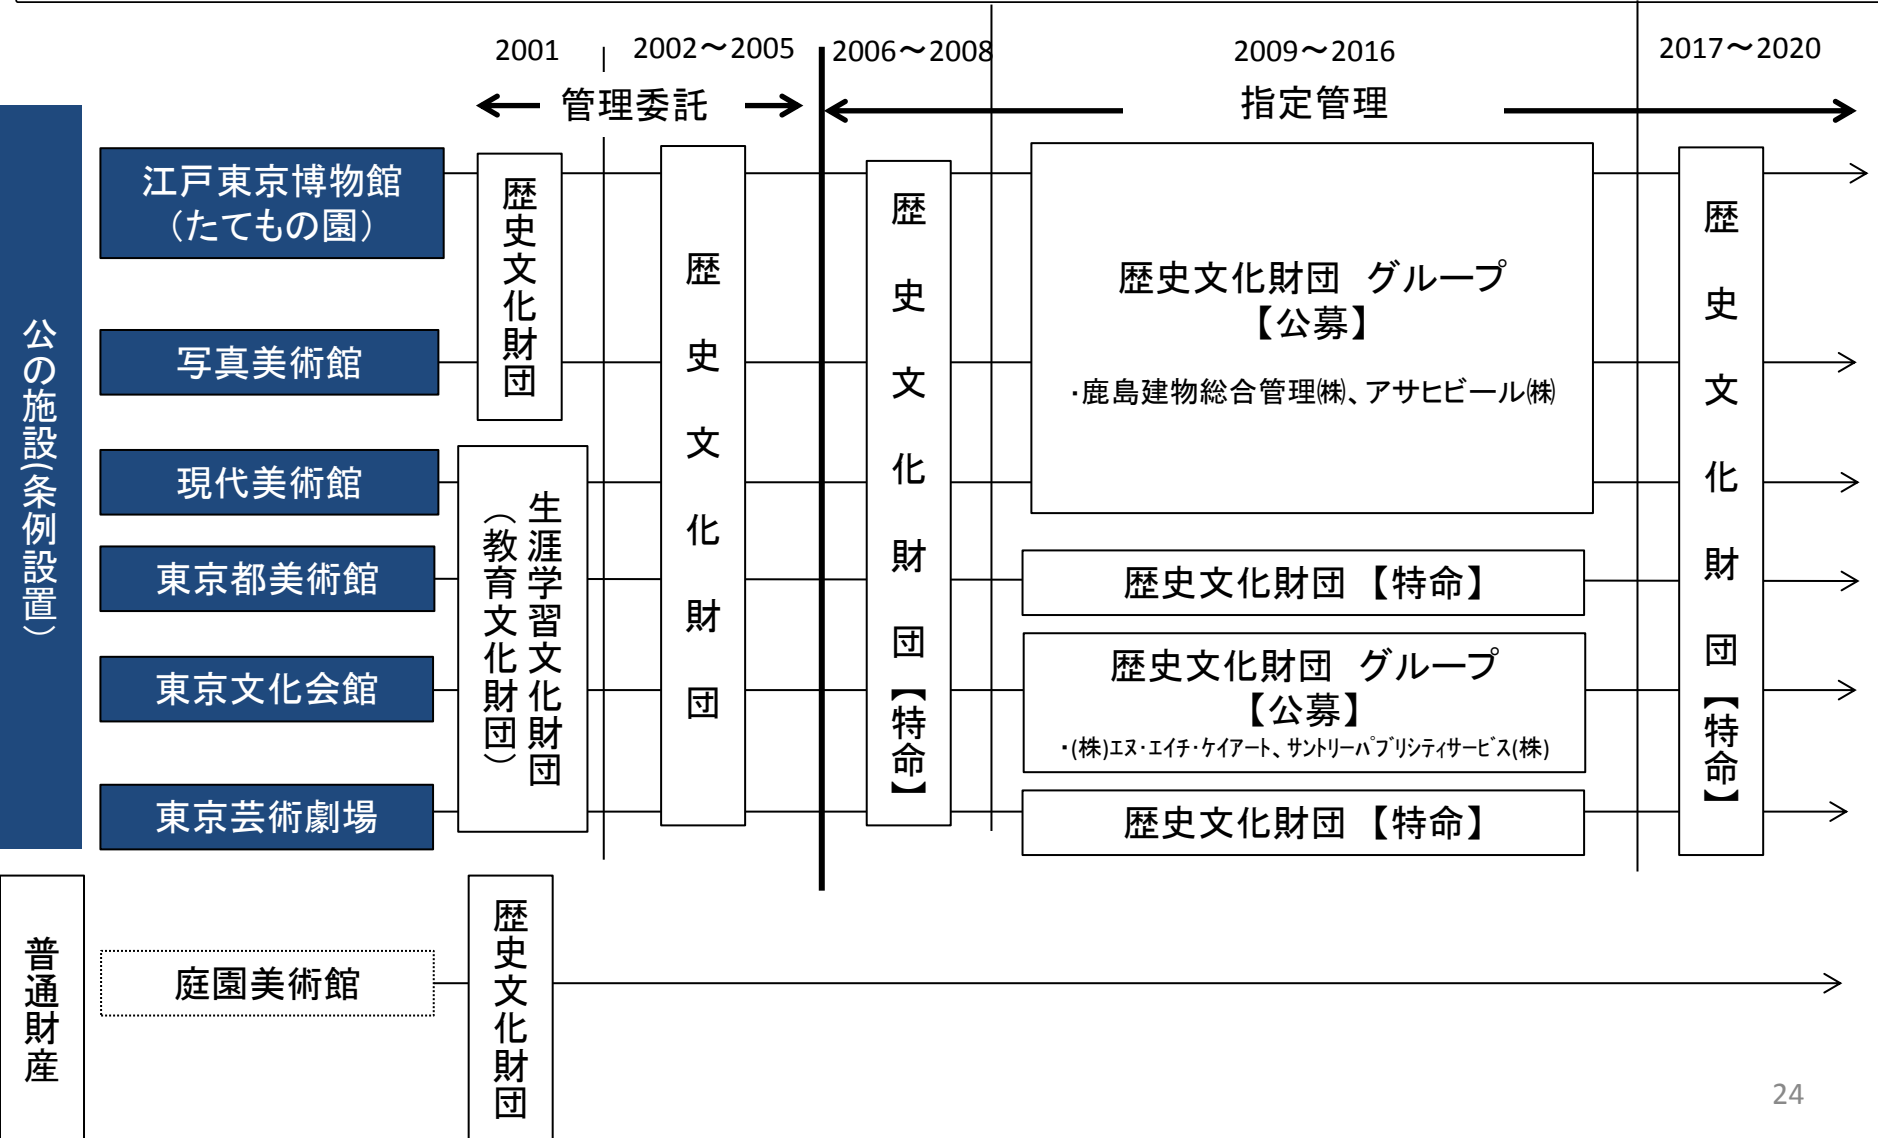 2001
2002～2005
2006～2008
2009～2016
2017～2020
管理委託
指定管理
公の施設(条例設置)
江戸東京博物館
（たてもの園）
写真美術館
現代美術館
東京都美術館
東京文化会館
東京芸術劇場
歴史文化財団
生涯学習文化財団
（教育文化財団）
歴史文化財団
歴史文化財団【特命】
歴史文化財団　グループ
【公募】
・鹿島建物総合管理㈱、アサヒビール㈱
歴史文化財団 【特命】
歴史文化財団　グループ
【公募】
・(株)エヌ・エイチ・ケイアート、サントリーパブリシティサービス(株)
歴史文化財団 【特命】
歴史文化財団【特命】
普通財産
庭園美術館
歴史文化財団
24